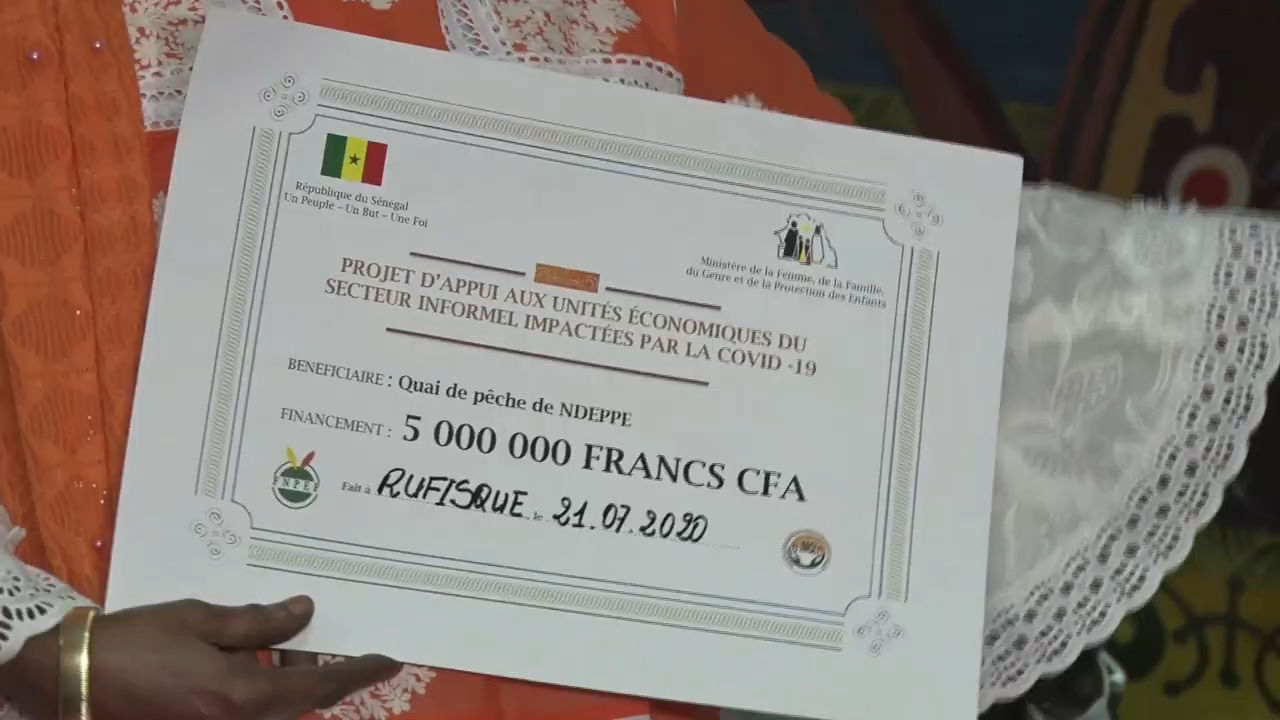 République du Sénégal
Un Peuple – Un But – Une Foi
Ministère de la Femme, de la Famille,
du Genre et de la Protection des Enfants
PROJET D'APPUI AUX UNITÉS ÉCONOMIQUES DU
SECTEUR INFORMEL IMPACTÉES PAR LA COVID -19
BENEFICIAIRE : Quai de pêche de NDEPPE
FINANCEMENT : 5 000 000 FRANCS CFA
FNPEF
Fait à RUFISQUE, le 21.07.2020